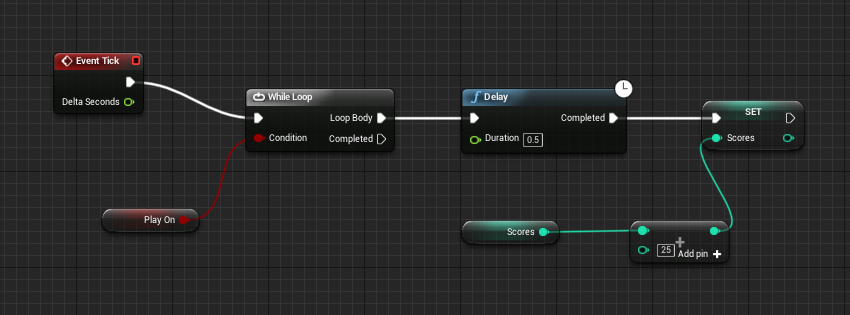 Event Tick
Delta Seconds
While Loop
Loop Body
Condition
Completed
Delay
Completed
Duration 0.5
SET
Scores
Play On
Scores
25
Add pin